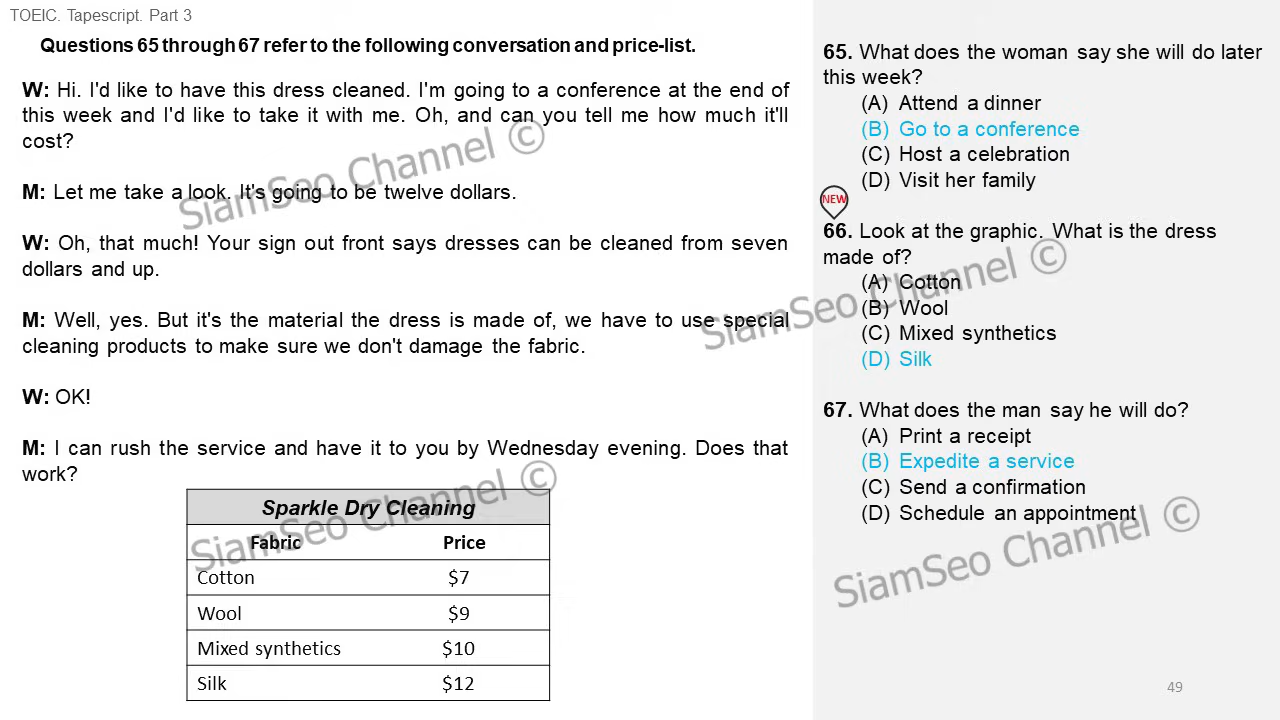 TOEIC. Tapescript. Part 3
Questions 65 through 67 refer to the following conversation and price-list.
W: Hi. I'd like to have this dress cleaned. I'm going to a conference at the end of
this week and I'd like to take it with me. Oh, and can you tell me how much it'll
cost?
M: Let me take a look. It's going to be twelve dollars.
W: Oh, that much! Your sign out front says dresses can be cleaned from seven
dollars and up.
M: Well, yes. But it's the material the dress is made of, we have to use special
cleaning products to make sure we don't damage the fabric.
W: OK!
M: I can rush the service and have it to you by Wednesday evening. Does that
work?
Sparkle Dry Cleaning
Fabric Price
Cotton $7
Wool $9
Mixed synthetics $10
Silk $12
65. What does the woman say she will do later
this week?
(A) Attend a dinner
(B) Go to a conference
(C) Host a celebration
(D) Visit her family
NEW
66. Look at the graphic. What is the dress
made of?
(A) Cotton
(B) Wool
(C) Mixed synthetics
(D) Silk
67. What does the man say he will do?
(A) Print a receipt
(B) Expedite a service
(C) Send a confirmation
(D) Schedule an appointment
SiamSeo Channel ©
SiamSeo Channel ©
SiamSeo Channel ©
SiamSeo Channel ©
49